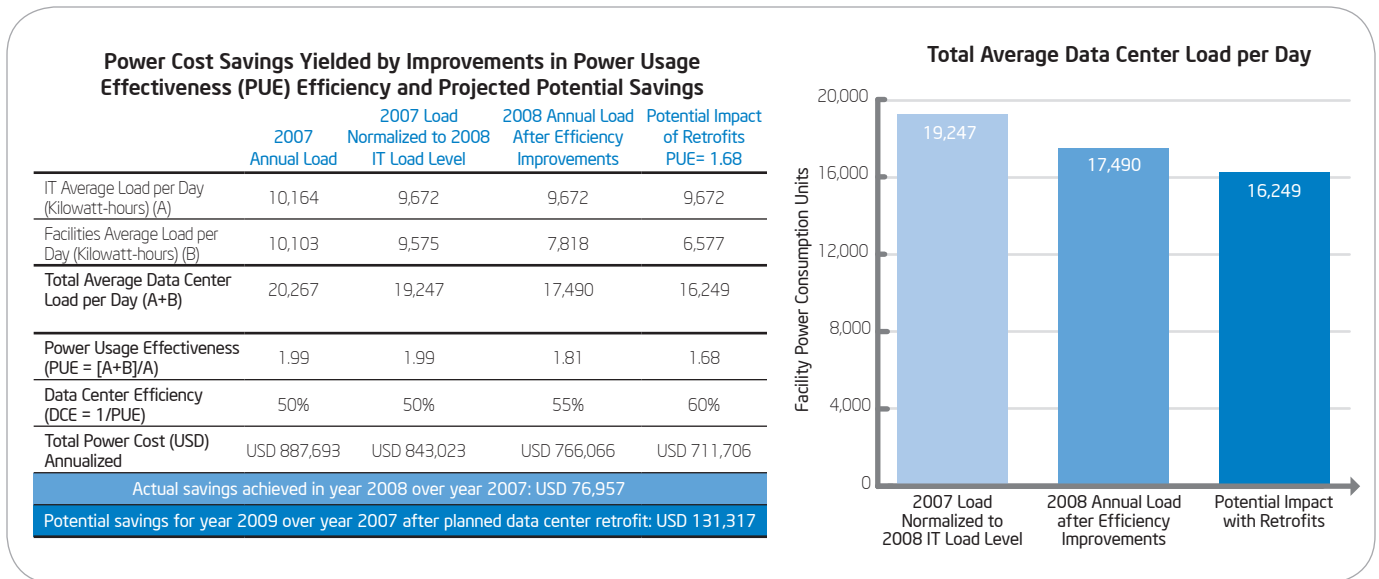 Power Cost Savings Yielded by Improvements in Power Usage
Effectiveness (PUE) Efficiency and Projected Potential Savings
2007
Annual Load
2007 Load
Normalized to 2008
IT Load Level
2008 Annual Load
After Efficiency
Improvements
Potential Impact
of Retrofits
PUE= 1.68
IT Average Load per Day
(Kilowatt-hours) (A)
10,164 9,672 9,672 9,672
Facilities Average Load per
Day (Kilowatt-hours) (B)
10,103 9,575 7,818 6,577
Total Average Data Center
Load per Day (A+B)
20,267 19,247 17,490 16,249
Power Usage Effectiveness
(PUE = [A+B]/A)
1.99 1.99 1.81 1.68
Data Center Efficiency
(DCE = 1/PUE)
50% 50% 55% 60%
Total Power Cost (USD)
Annualized
USD 887,693 USD 843,023 USD 766,066 USD 711,706
Actual savings achieved in year 2008 over year 2007: USD 76,957
Potential savings for year 2009 over year 2007 after planned data center retrofit: USD 131,317
Total Average Data Center Load per Day
Facility Power Consumption Units
20,000
16,000
12,000
8,000
4,000
0
19,247
17,490
16,249
2007 Load
Normalized to
2008 IT Load Level
2008 Annual Load
after Efficiency
Improvements
Potential Impact
with Retrofits